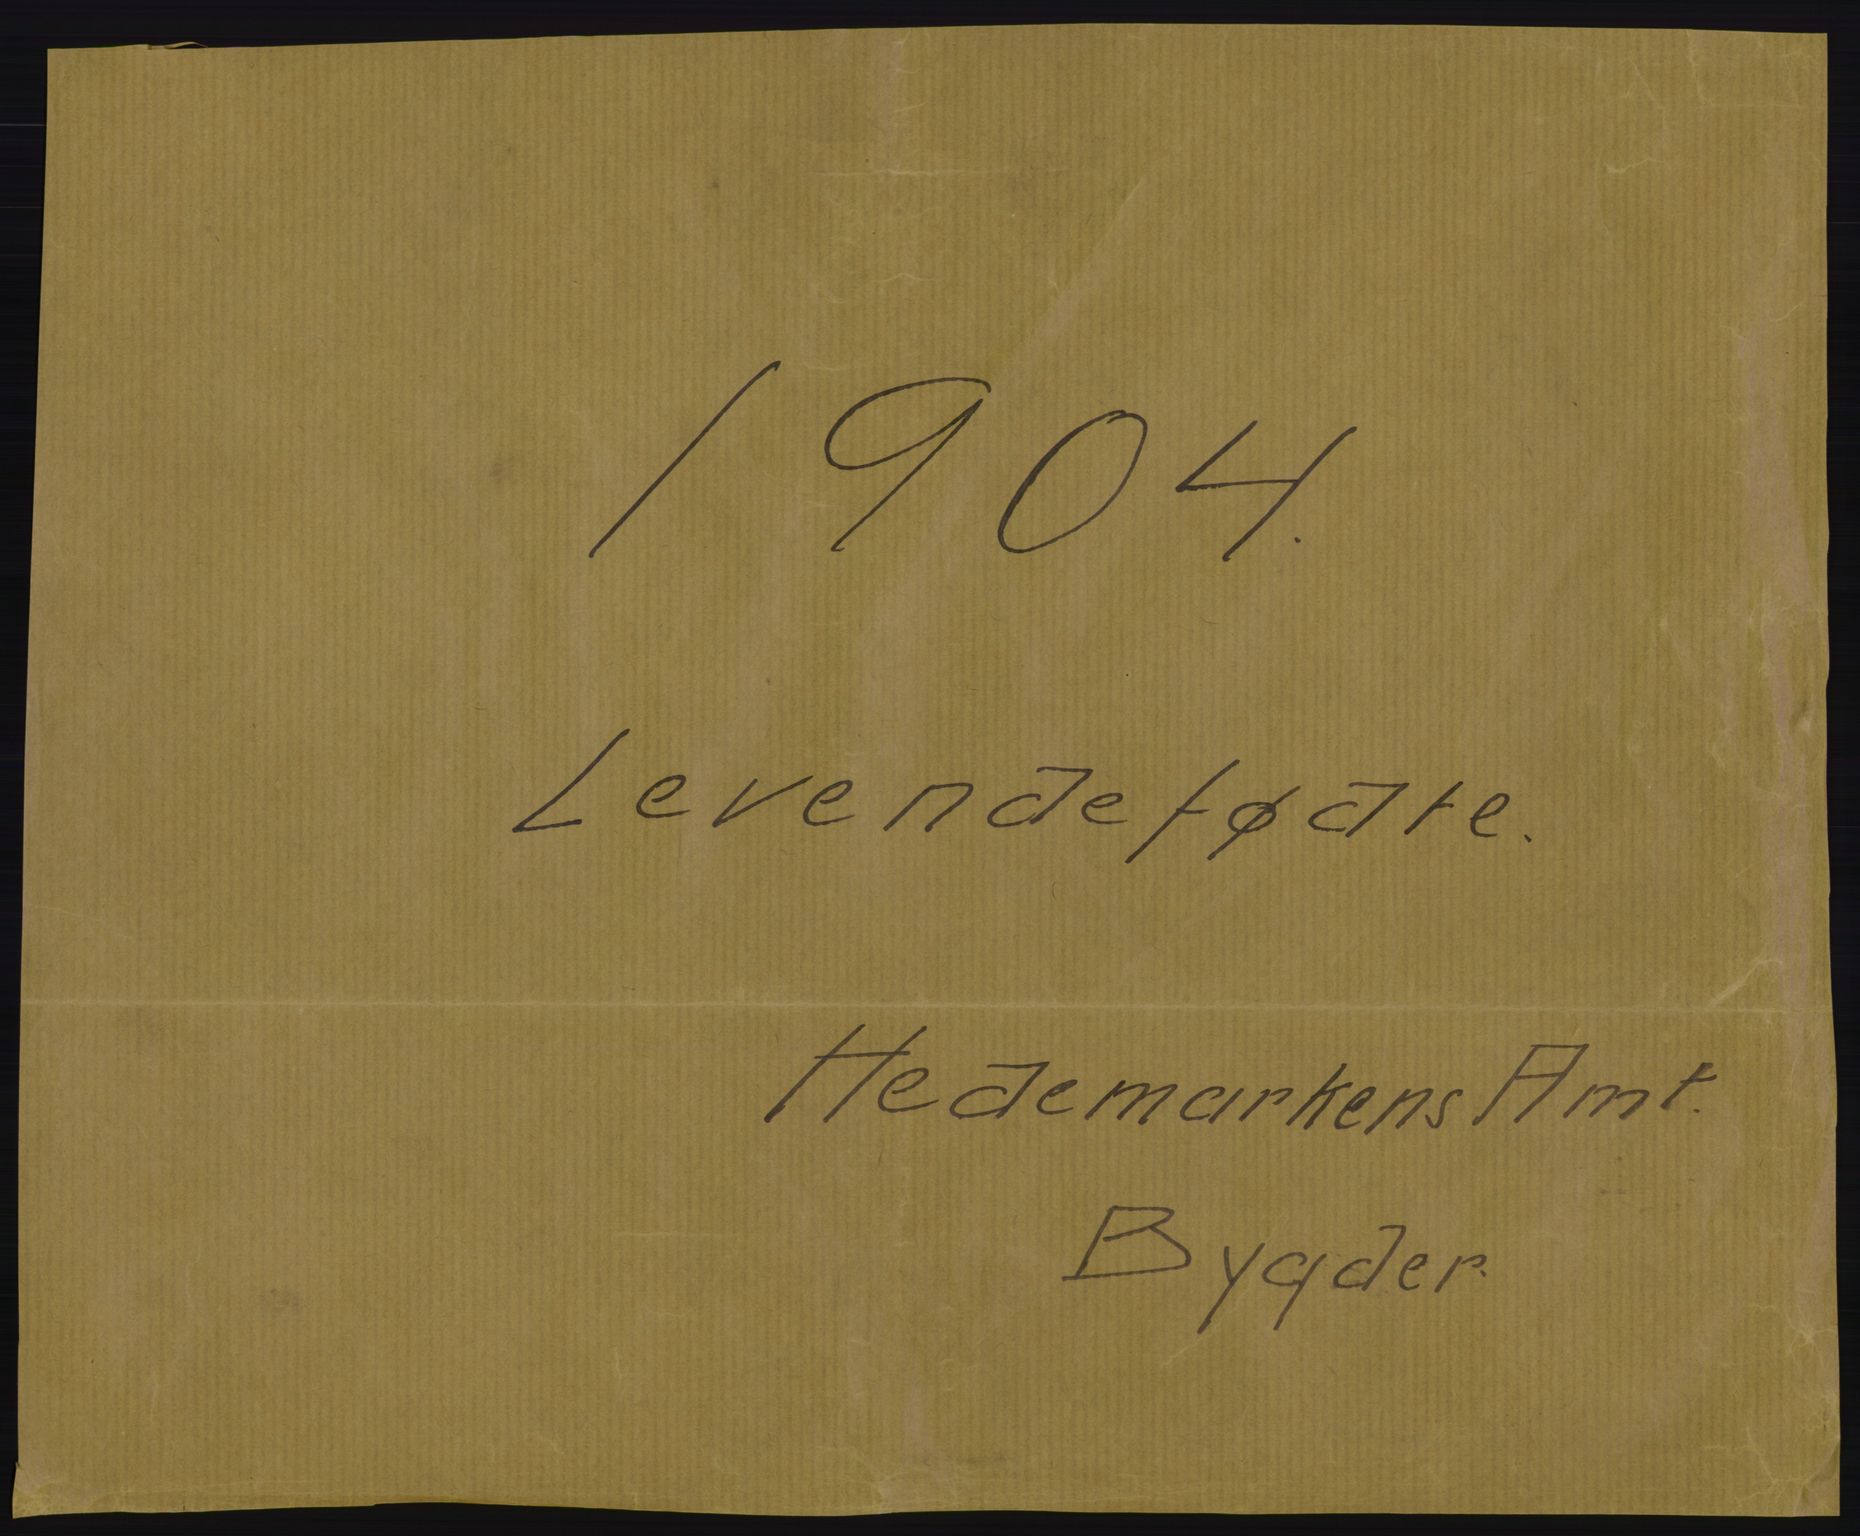 1904.
Levendefødte.
Hedemarkens Amt.
Bygder.